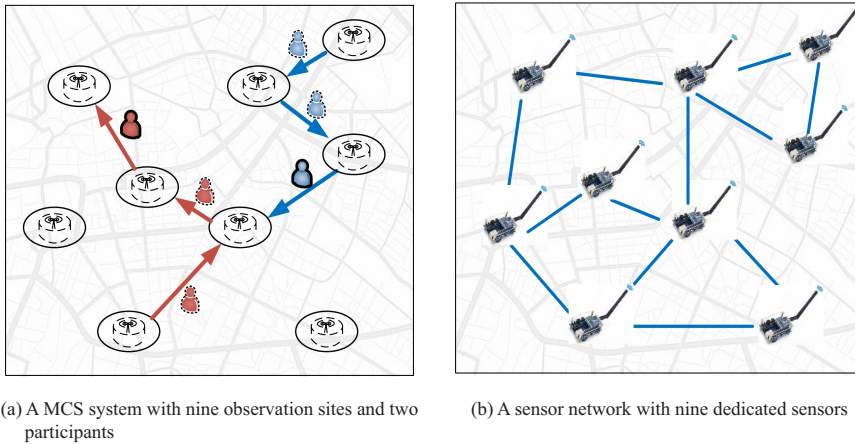 (a) A MCS system with nine observation sites and two
participants
(b) A sensor network with nine dedicated sensors